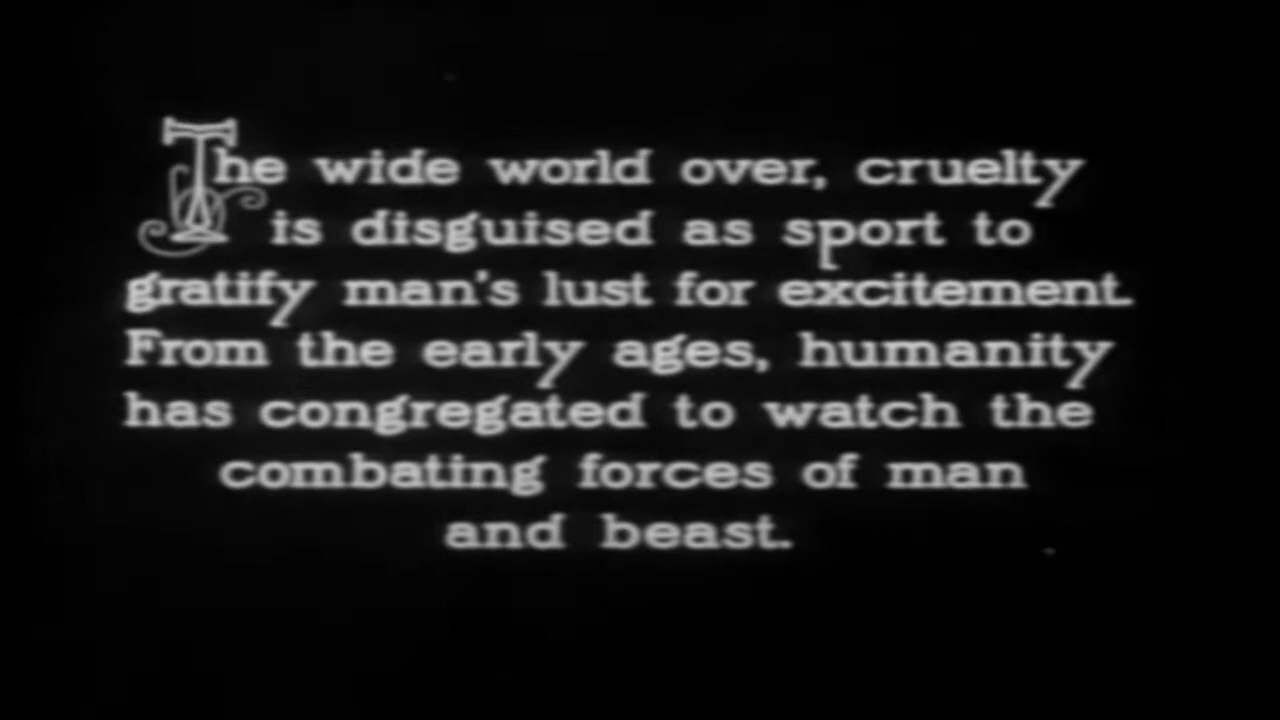 The wide world over, cruelty
is disguised as sport to
gratify man's lust for excitement.
From the early ages, humanity
has congregated to watch the
combating forces of man
and beast.